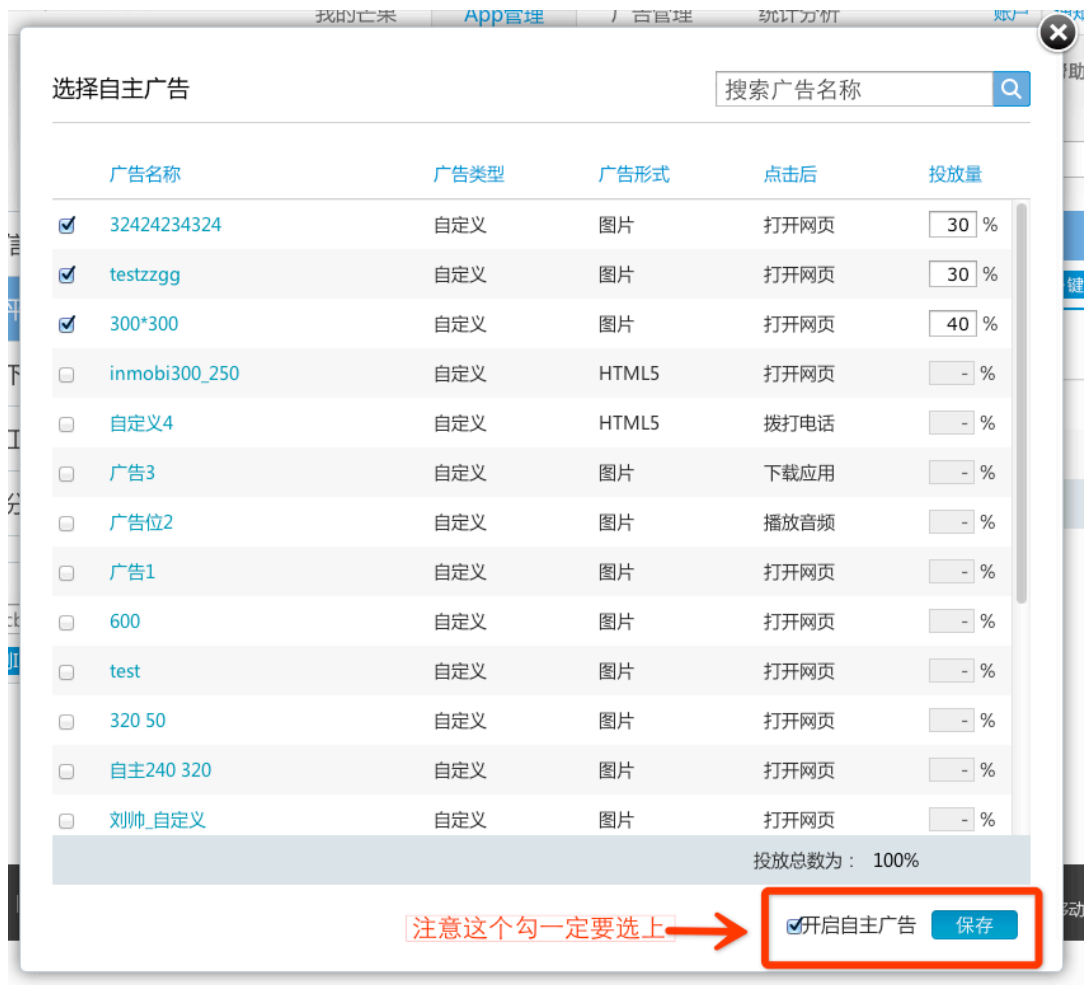 我的芒果 App管理 广告管理 统计分析 账户
选择自主广告
搜索广告名称
广告名称 广告类型 广告形式 点击后 投放量
32424234324 自定义 图片 打开网页 30 %
testzzgg 自定义 图片 打开网页 30 %
300*300 自定义 图片 打开网页 40 %
inmobi300_250 自定义 HTML5 打开网页 - %
自定义4 自定义 HTML5 拨打电话 - %
广告3 自定义 图片 下载应用 - %
广告位2 自定义 图片 播放音频 - %
广告1 自定义 图片 打开网页 - %
600 自定义 图片 打开网页 - %
test 自定义 图片 打开网页 - %
320 50 自定义 图片 打开网页 - %
自主240 320 自定义 图片 打开网页 - %
刘帅_自定义 自定义 图片 打开网页 - %
投放总数为： 100%
注意这个勾一定要选上
开启自主广告 保存